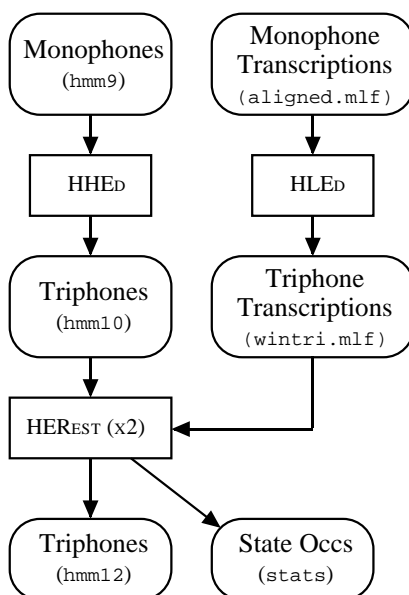 Monophones
(hmm9)
Monophone
Transcriptions
(aligned.mlf)
HHED
HLED
Triphones
(hmm10)
Triphone
Transcriptions
(wintri.mlf)
HEREST (X2)
Triphones
(hmm12)
State Occs
(stats)